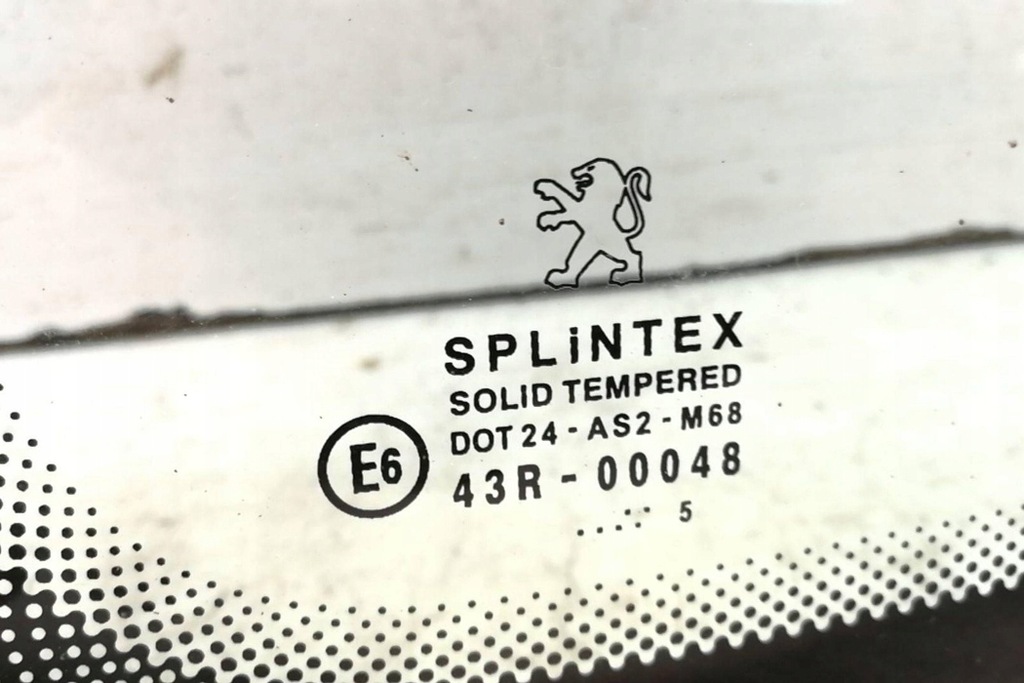 SPLiNTEX
SOLID TEMPERED
DOT 24 - AS2 - M68
E6
43R - 00048
..... 5